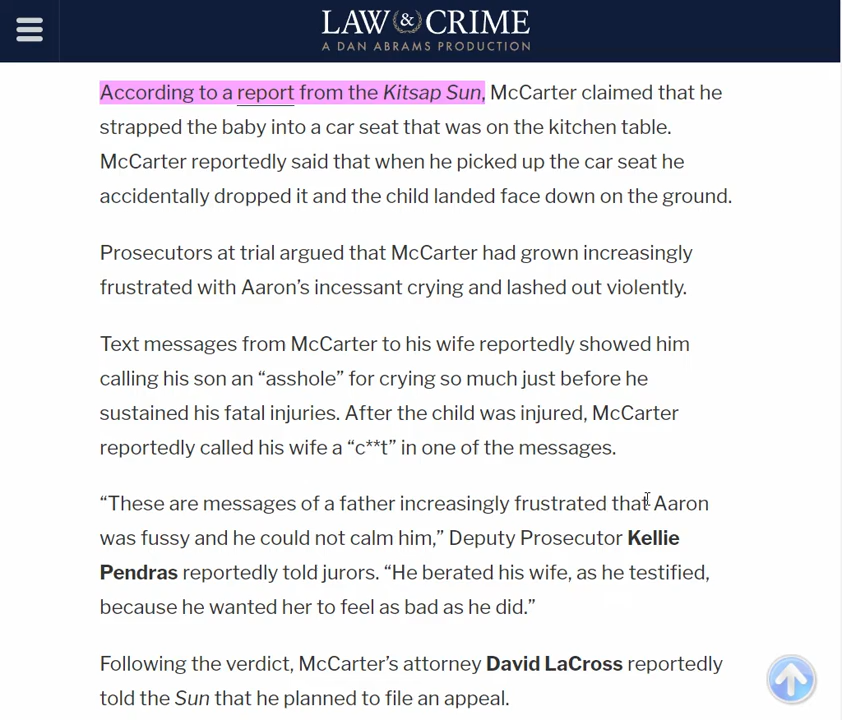 LAW & CRIME
A DAN ABRAMS PRODUCTION
According to a report from the Kitsap Sun, McCarter claimed that he
strapped the baby into a car seat that was on the kitchen table.
McCarter reportedly said that when he picked up the car seat he
accidentally dropped it and the child landed face down on the ground.
Prosecutors at trial argued that McCarter had grown increasingly
frustrated with Aaron’s incessant crying and lashed out violently.
Text messages from McCarter to his wife reportedly showed him
calling his son an “asshole” for crying so much just before he
sustained his fatal injuries. After the child was injured, McCarter
reportedly called his wife a “c**t” in one of the messages.
“These are messages of a father increasingly frustrated that Aaron
was fussy and he could not calm him,” Deputy Prosecutor Kellie
Pendras reportedly told jurors. “He berated his wife, as he testified,
because he wanted her to feel as bad as he did.”
Following the verdict, McCarter’s attorney David LaCross reportedly
told the Sun that he planned to file an appeal.